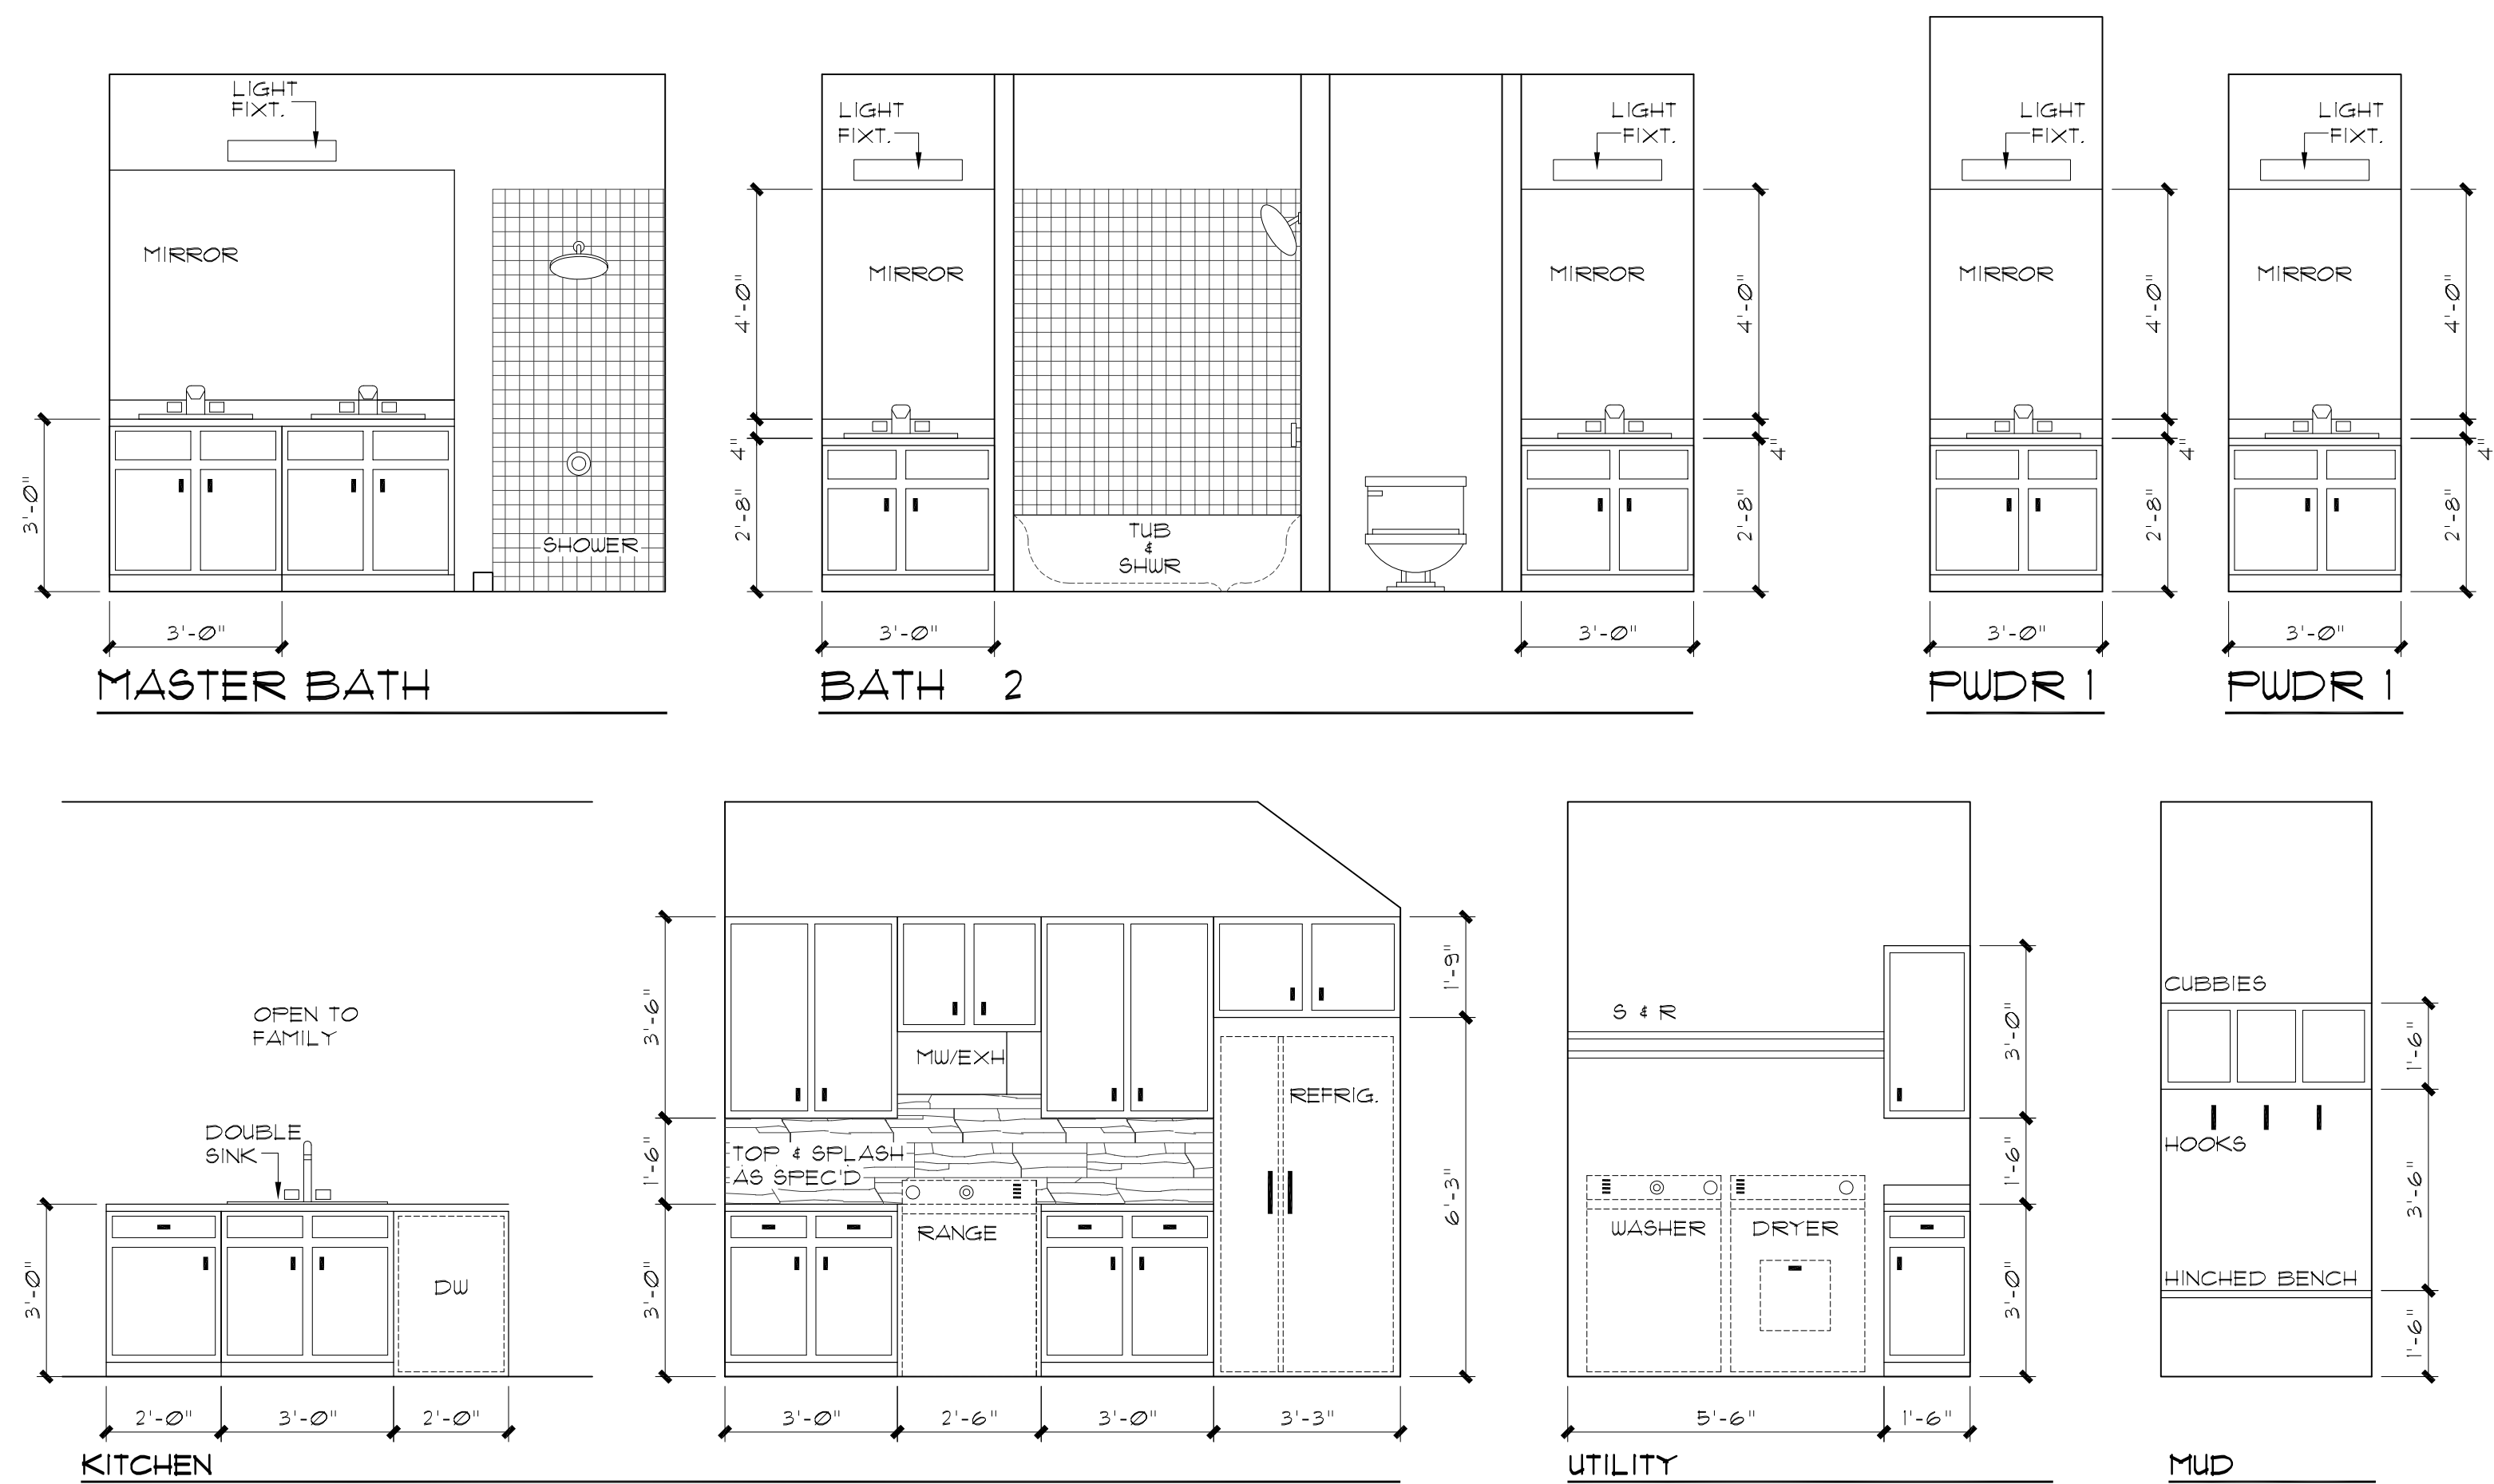 LIGHT
FIXT.
MIRROR
SHOWER
3'-0"
3'-0"
MASTER BATH
LIGHT
FIXT.
MIRROR
4'-0"
4"
2'-8"
3'-0"
TUB
&
SHWR
LIGHT
FIXT.
MIRROR
4'-0"
4"
2'-8"
3'-0"
BATH 2
LIGHT
FIXT.
MIRROR
4'-0"
4"
2'-8"
3'-0"
PWDR 1
LIGHT
FIXT.
MIRROR
4'-0"
4"
2'-8"
3'-0"
PWDR 1
OPEN TO
FAMILY
DOUBLE
SINK
DW
3'-0"
2'-0"
3'-0"
2'-0"
KITCHEN
3'-6"
1'-6"
3'-0"
MW/EXH
TOP & SPLASH
AS SPEC'D
RANGE
REFRIG.
1'-9"
6'-3"
3'-0"
2'-6"
3'-0"
3'-3"
S & R
WASHER
DRYER
3'-0"
1'-6"
3'-0"
5'-6"
1'-6"
UTILITY
CUBBIES
HOOKS
HINCHED BENCH
1'-6"
3'-6"
1'-6"
MUD